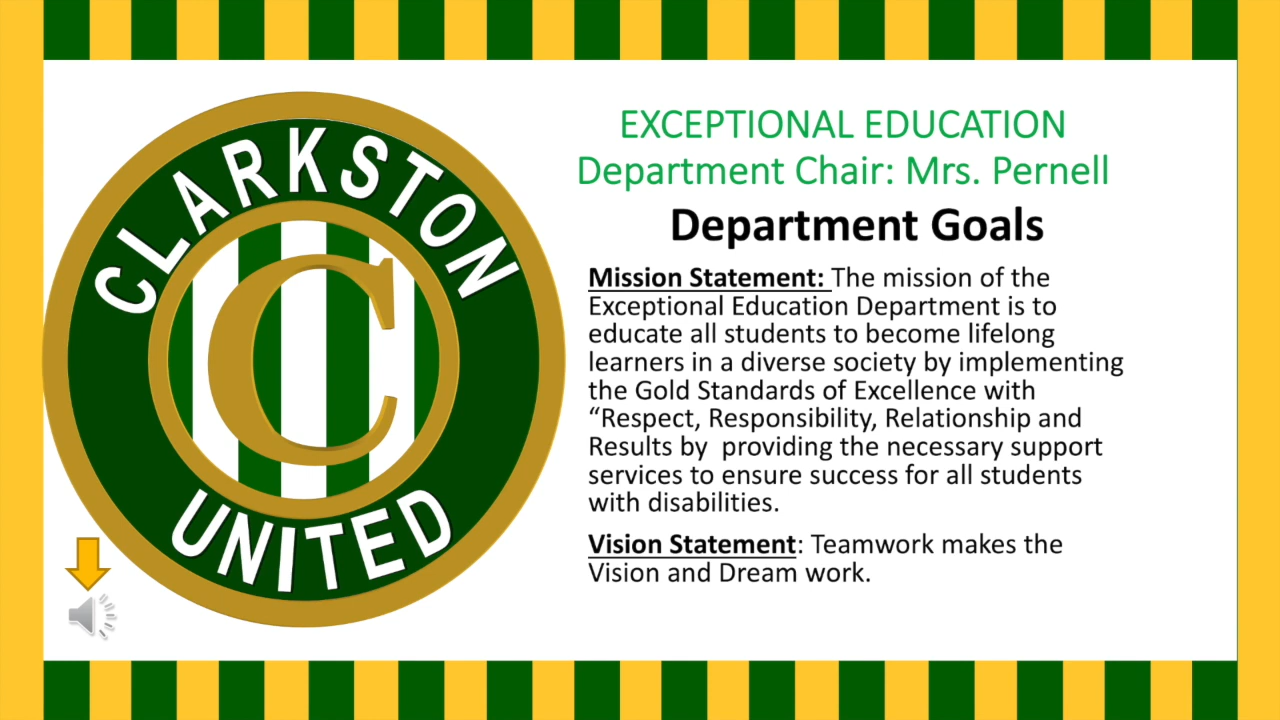 CLARKSTON
C
UNITED
EXCEPTIONAL EDUCATION
Department Chair: Mrs. Pernell
Department Goals
Mission Statement: The mission of the
Exceptional Education Department is to
educate all students to become lifelong
learners in a diverse society by implementing
the Gold Standards of Excellence with
“Respect, Responsibility, Relationship and
Results by  providing the necessary support
services to ensure success for all students
with disabilities.
Vision Statement: Teamwork makes the
Vision and Dream work.